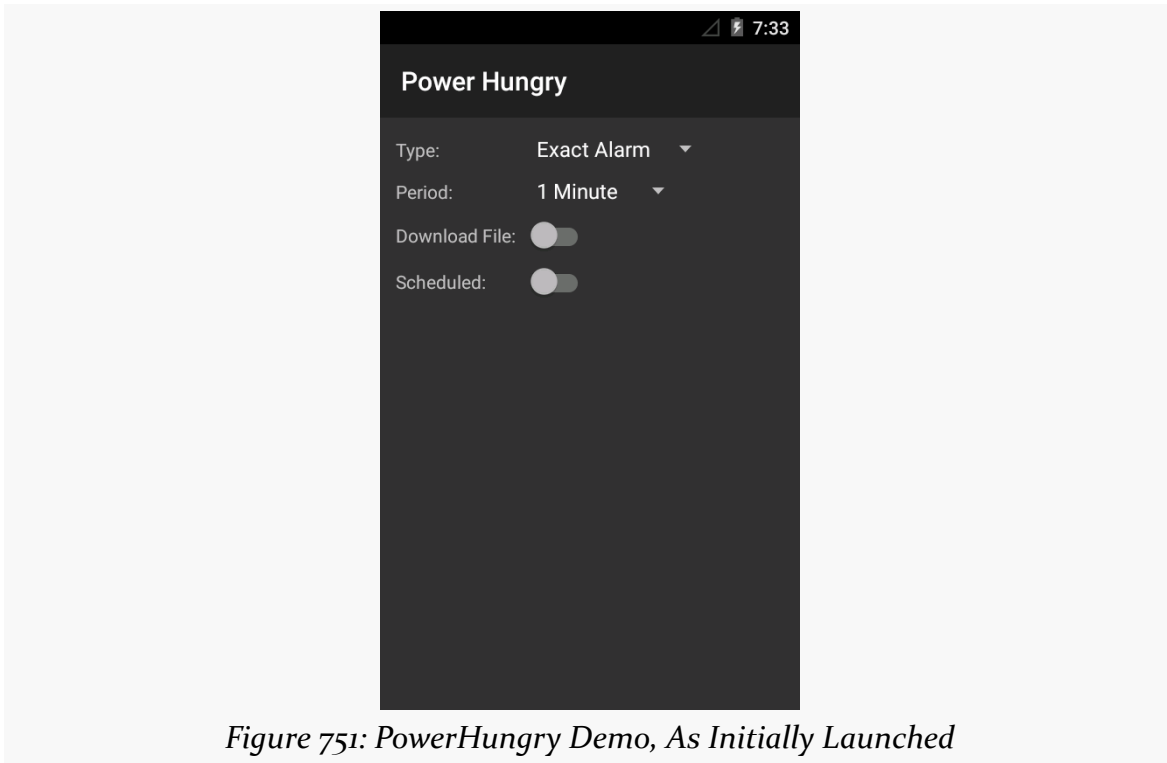 7:33
Power Hungry
Type: Exact Alarm
Period: 1 Minute
Download File:
Scheduled:
Figure 751: PowerHungry Demo, As Initially Launched